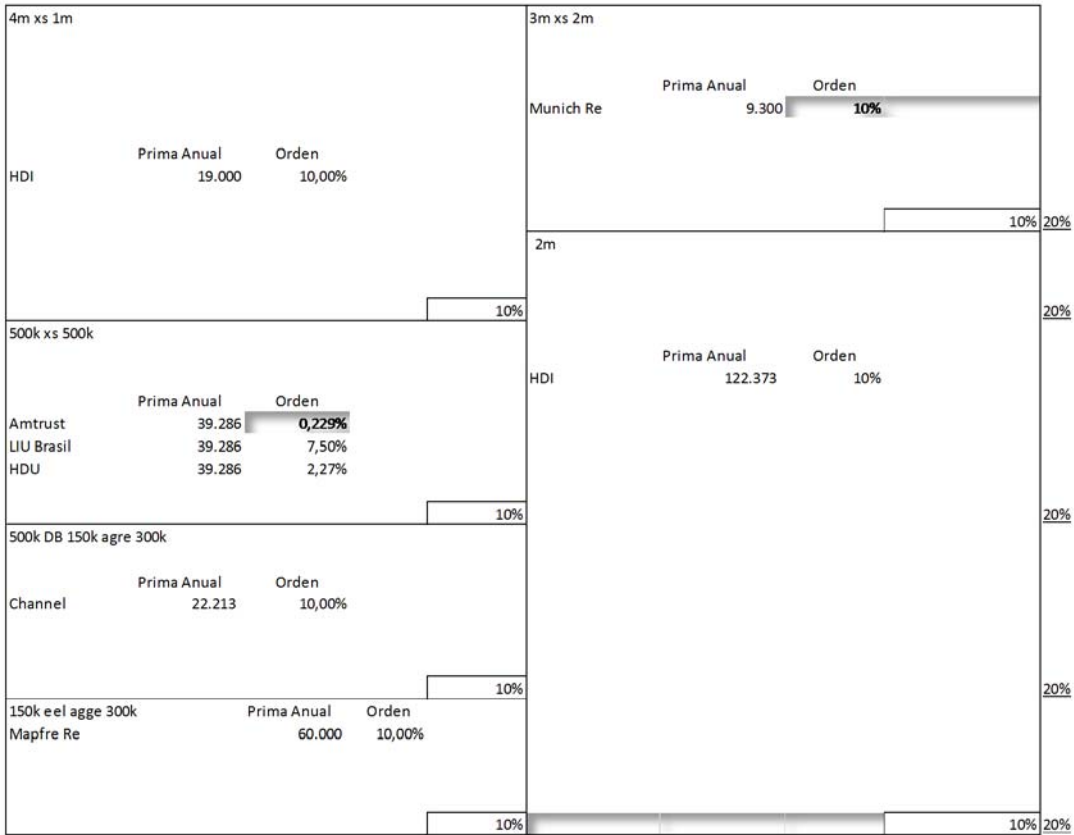 4m xs 1m
Prima Anual Orden
HDI 19.000 10,00%
10%
500k xs 500k
Prima Anual Orden
Amtrust 39.286 0,229%
LIU Brasil 39.286 7,50%
HDU 39.286 2,27%
10%
500k DB 150k agre 300k
Prima Anual Orden
Channel 22.213 10,00%
10%
150k eel agge 300k Prima Anual Orden
Mapfre Re 60.000 10,00%
10%
3m xs 2m
Prima Anual Orden
Munich Re 9.300 10%
10% 20%
2m
20%
Prima Anual Orden
HDI 122.373 10%
20%
20%
10% 20%